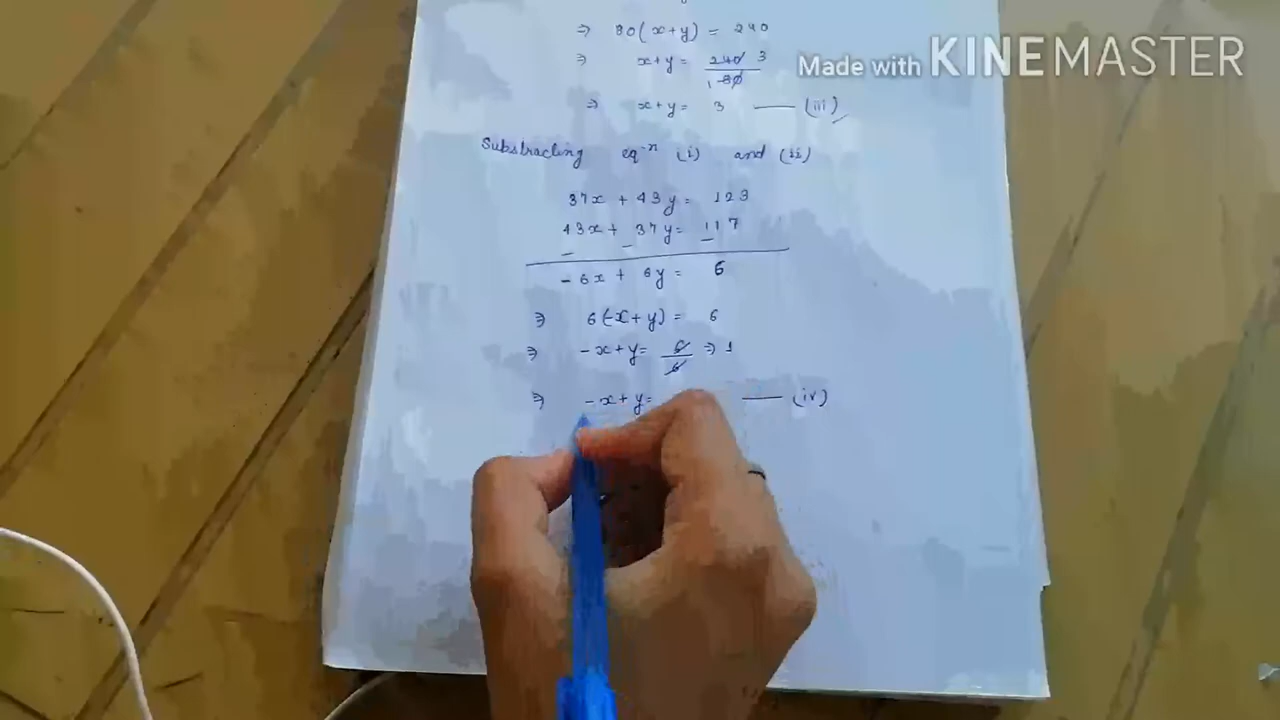 ⇒ 80(x+y) = 240
⇒ x+y = 240/80 3
1
⇒ x+y = 3 —— (iii)
Substracting eq⁻ⁿ (i) and (ii)
37x + 43y = 123
43x + 37y = 117
- - -
-6x + 6y = 6
⇒ 6(-x+y) = 6
⇒ -x+y = 6/6 ⇒ 1
⇒ -x+y = —— (iv)
Made with KINEMASTER